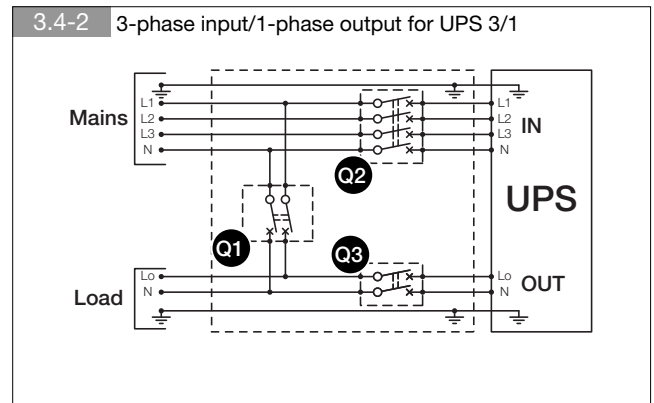 3.4-2 3-phase input/1-phase output for UPS 3/1
Mains
L1
L2
L3
N
L1
L2
L3
N
IN
Q2
UPS
Q1
Q3
Load
Lo
N
Lo
N
OUT